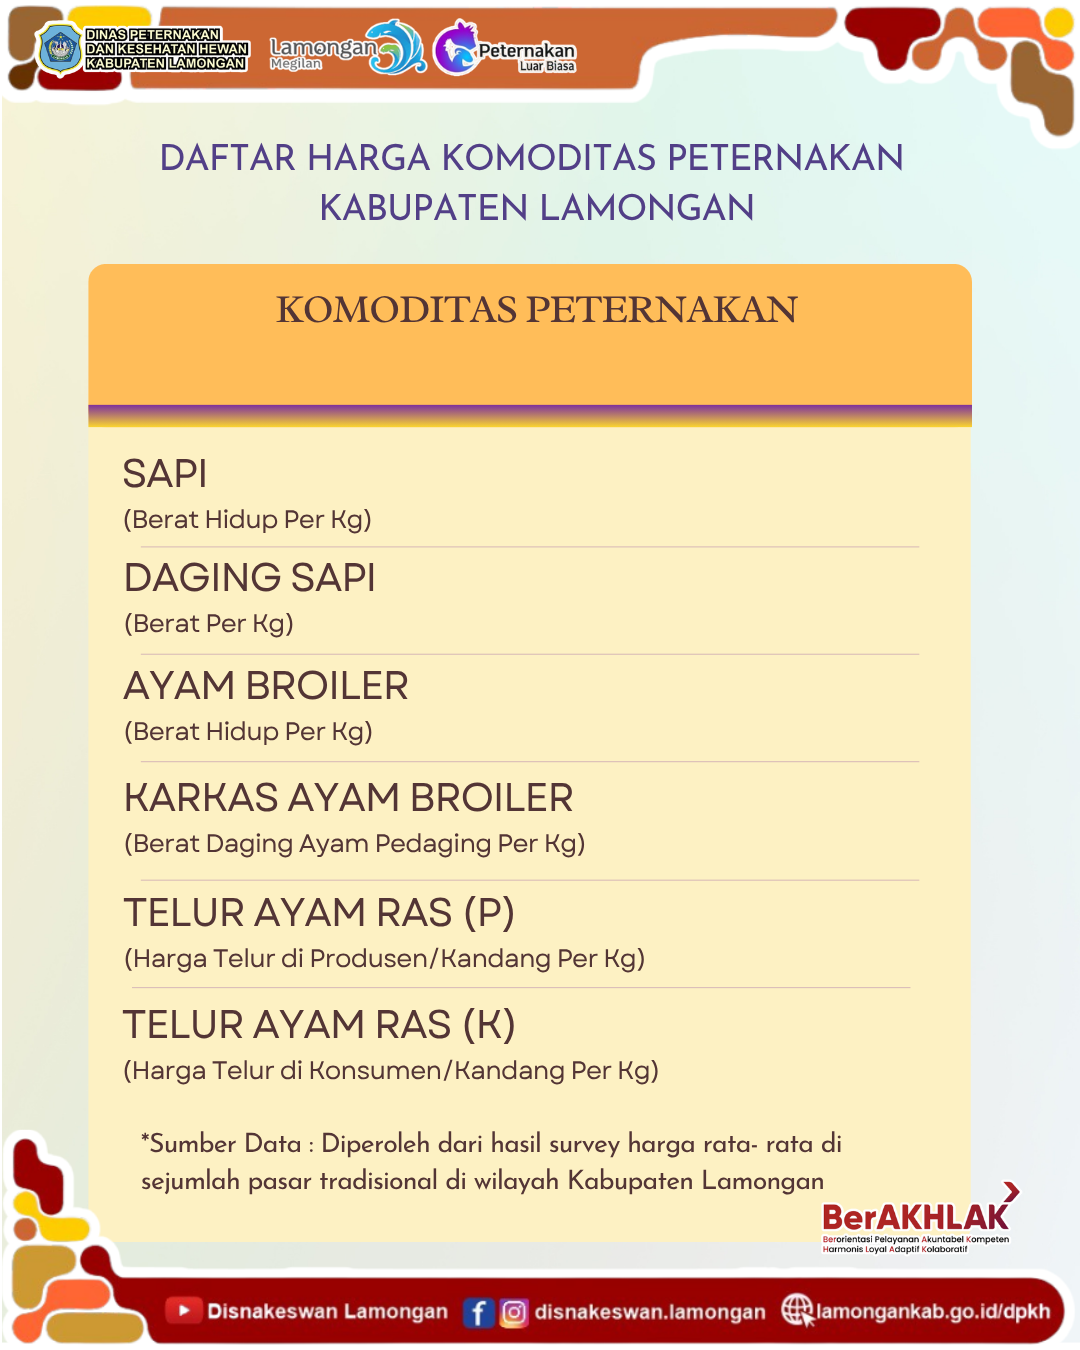 DINAS PETERNAKAN
DAN KESEHATAN HEWAN
KABUPATEN LAMONGAN
Lamongan
Megilan
Peternakan
Luar Biasa
DAFTAR HARGA KOMODITAS PETERNAKAN
KABUPATEN LAMONGAN
KOMODITAS PETERNAKAN
SAPI
(Berat Hidup Per Kg)
DAGING SAPI
(Berat Per Kg)
AYAM BROILER
(Berat Hidup Per Kg)
KARKAS AYAM BROILER
(Berat Daging Ayam Pedaging Per Kg)
TELUR AYAM RAS (P)
(Harga Telur di Produsen/Kandang Per Kg)
TELUR AYAM RAS (K)
(Harga Telur di Konsumen/Kandang Per Kg)
*Sumber Data : Diperoleh dari hasil survey harga rata- rata di
sejumlah pasar tradisional di wilayah Kabupaten Lamongan
BerAKHLAK
Berorientasi Pelayanan Akuntabel Kompeten
Harmonis Loyal Adaptif Kolaboratif
Disnakeswan Lamongan
disnakeswan.lamongan
lamongankab.go.id/dpkh